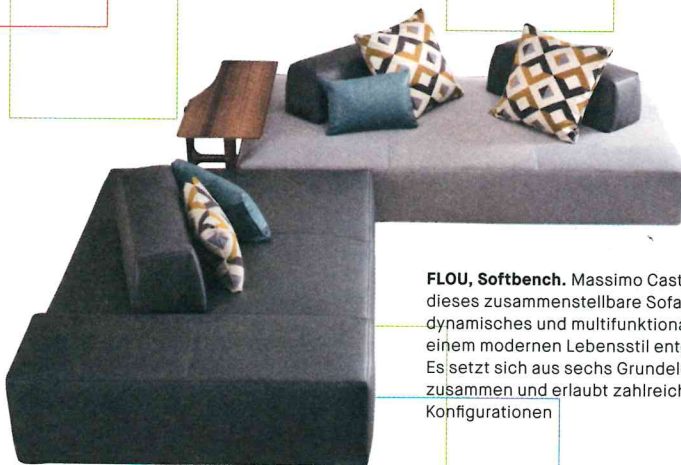 FLOU, Softbench. Massimo Cast
dieses zusammenstellbare Sofa
dynamisches und multifunktiona
einem modernen Lebensstil ent
Es setzt sich aus sechs Grundel
zusammen und erlaubt zahlreich
Konfigurationen